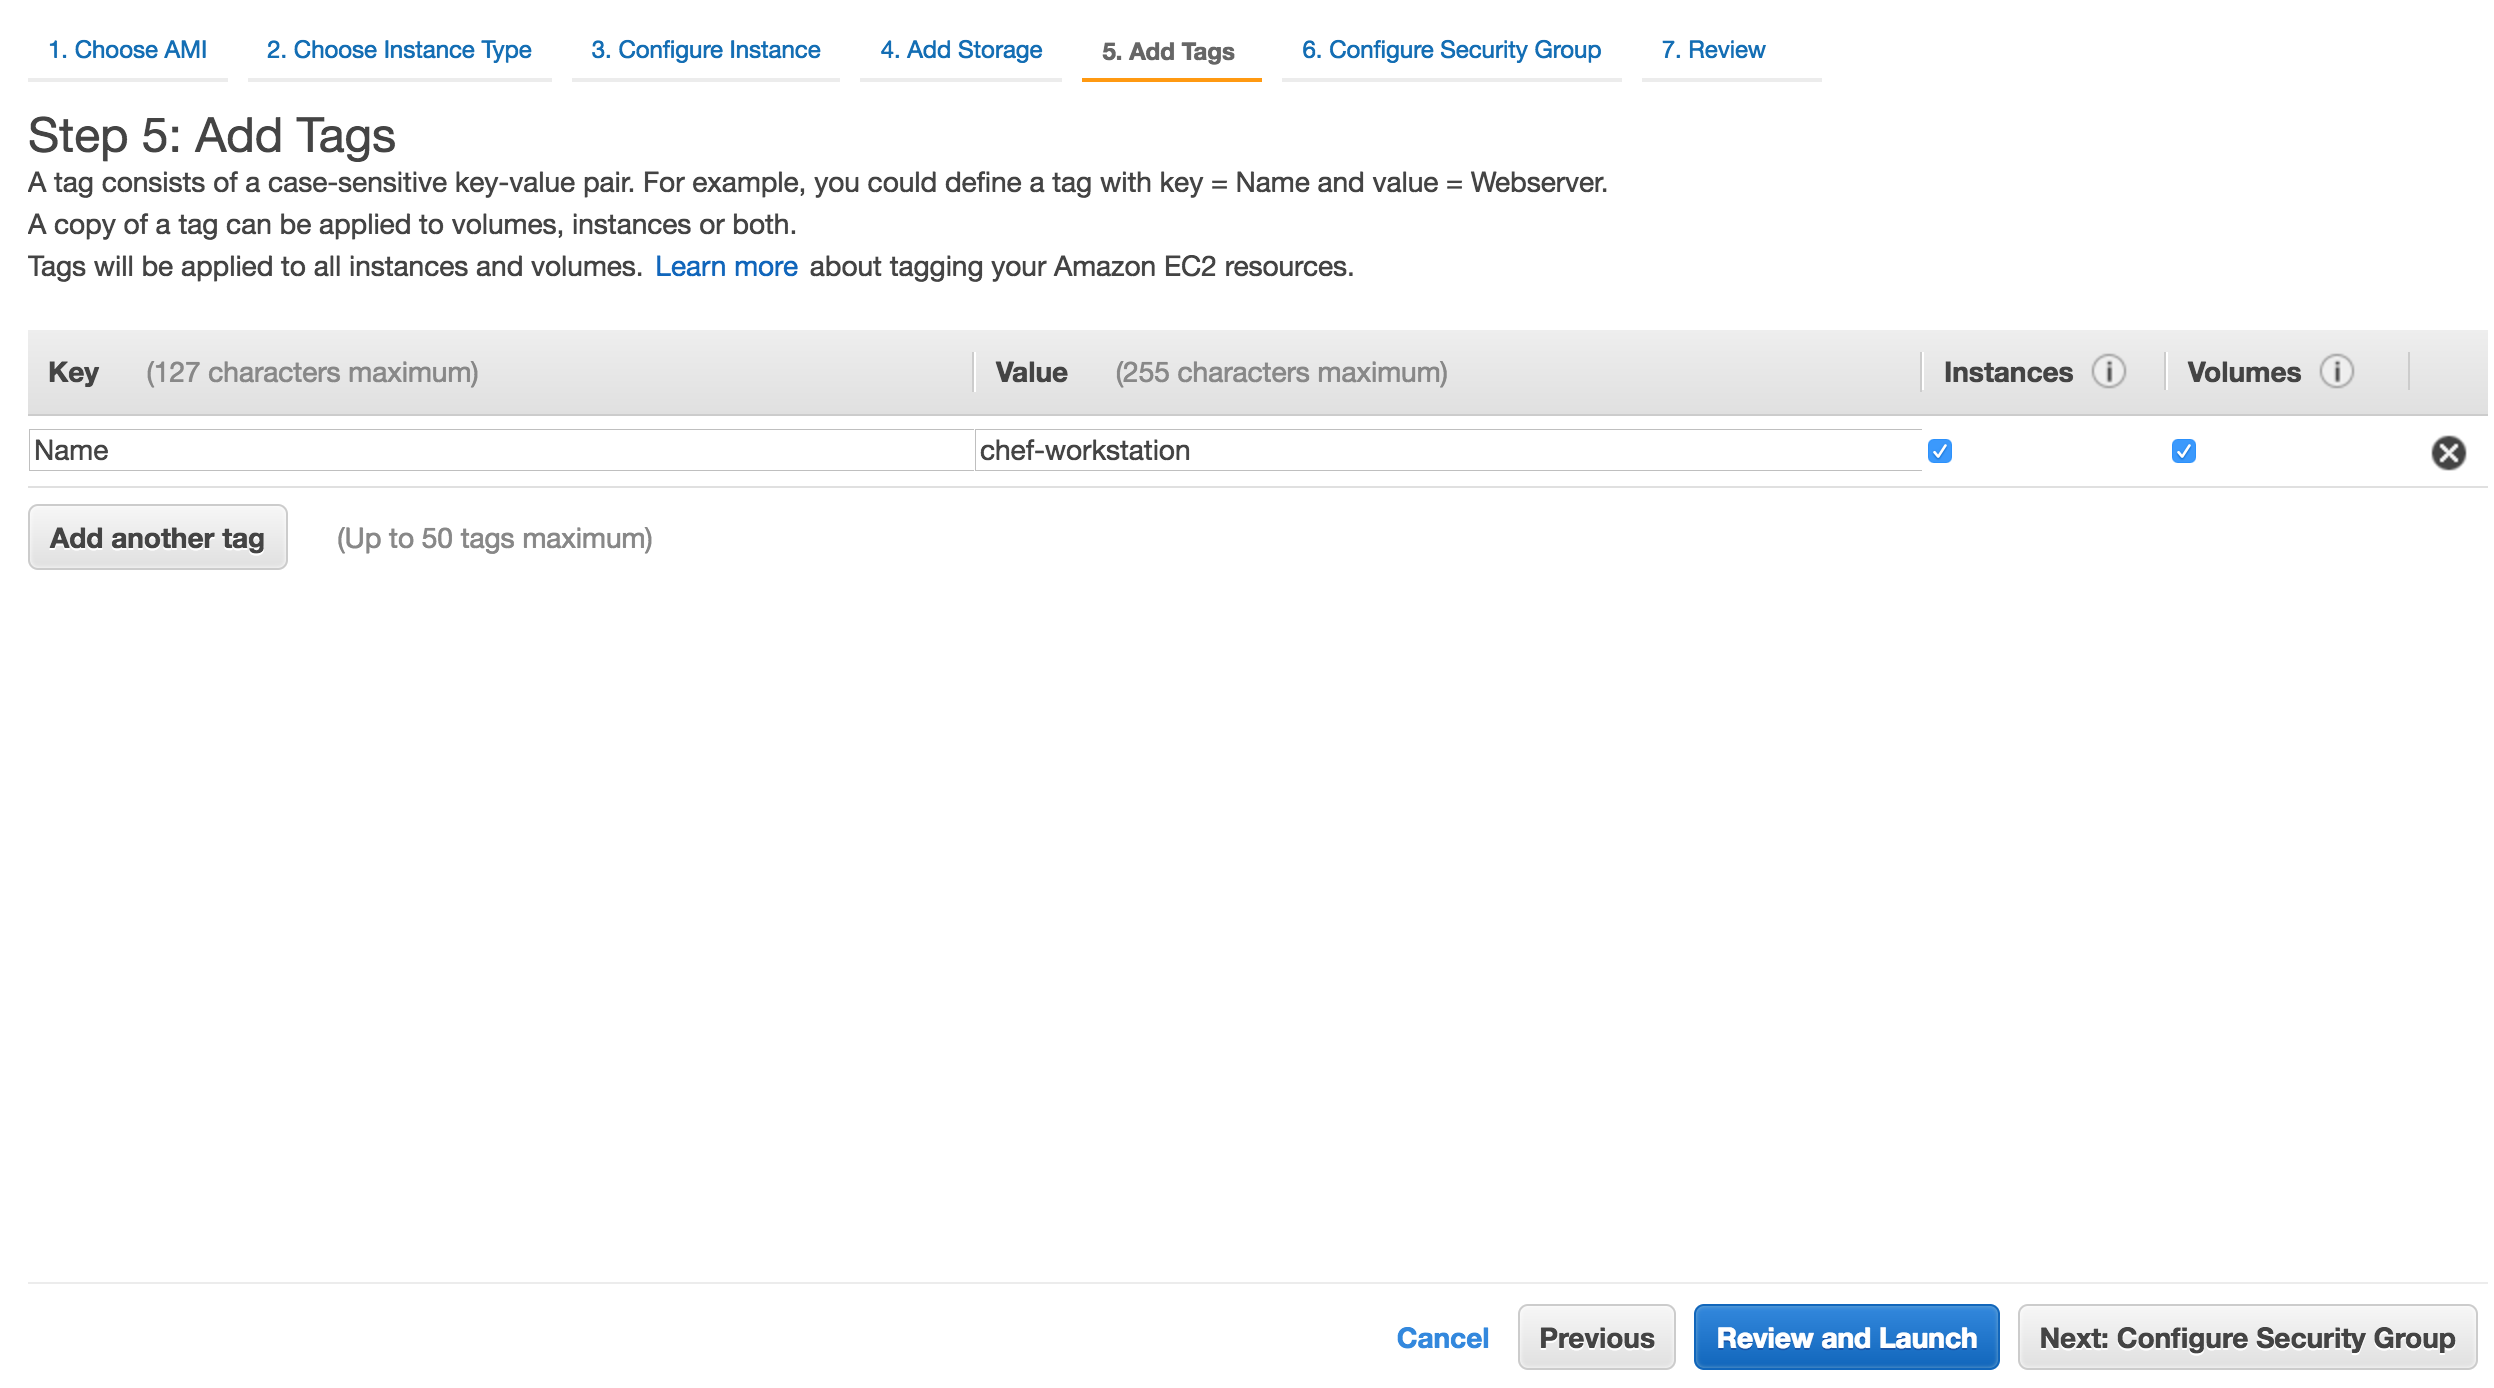 1. Choose AMI 2. Choose Instance Type 3. Configure Instance 4. Add Storage 5. Add Tags 6. Configure Security Group 7. Review
Step 5: Add Tags
A tag consists of a case-sensitive key-value pair. For example, you could define a tag with key = Name and value = Webserver.
A copy of a tag can be applied to volumes, instances or both.
Tags will be applied to all instances and volumes. Learn more about tagging your Amazon EC2 resources.
Key (127 characters maximum) Value (255 characters maximum) Instances i Volumes i
Name chef-workstation
Add another tag (Up to 50 tags maximum)
Cancel Previous Review and Launch Next: Configure Security Group